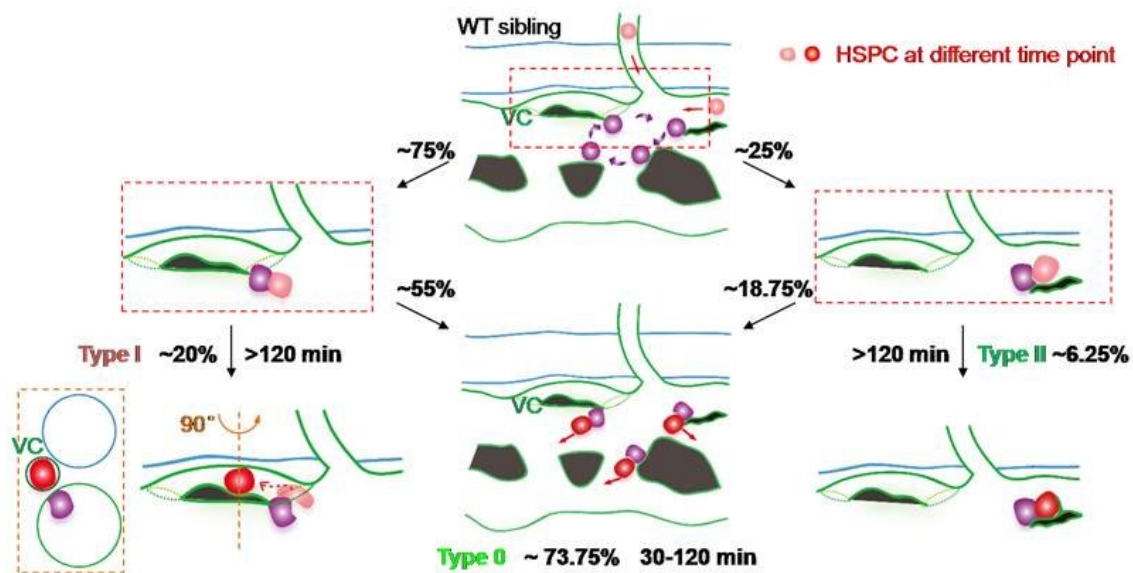 WT sibling
HSPC at different time point
VC
~75%
~25%
~55%
~18.75%
Type I ~20% >120 min
>120 min Type II ~6.25%
VC
90°
VC
Type 0 ~ 73.75% 30-120 min